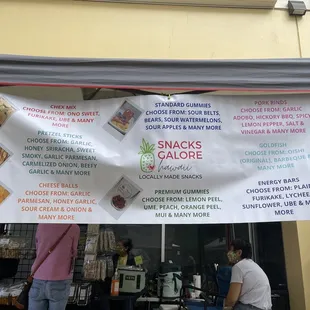 CHEX MIX
CHOOSE FROM: ONO SWEET,
FURIKAKE, UBE & MANY
MORE
PRETZEL STICKS
CHOOSE FROM: GARLIC,
HONEY SRIRACHA, SWEET
SMOKY, GARLIC PARMESAN,
CARMELIZED ONION, BEEFY
GARLIC & MANY MORE
CHEESE BALLS
CHOOSE FROM: GARLIC
PARMESAN, HONEY GARLIC,
SOUR CREAM & ONION &
MANY MORE
STANDARD GUMMIES
CHOOSE FROM: SOUR BELTS,
BEARS, SOUR WATERMELONS,
SOUR APPLES & MANY MORE
SNACKS
GALORE
hawaii
LOCALLY MADE SNACKS
PREMIUM GUMMIES
CHOOSE FROM: LEMON PEEL,
UME, PEACH, ORANGE PEEL,
MUI & MANY MORE
PORK RINDS
CHOOSE FROM: GARLIC
ADOBO, HICKORY BBQ, SPICY
LEMON PEPPER, SALT &
VINEGAR & MANY MORE
GOLDFISH
CHOOSE FROM: OISHI
(ORIGINAL), BARBEQUE
MANY MORE
ENERGY BARS
CHOOSE FROM: PLAIN
FURIKAKE, LYCHEE
SUNFLOWER, UBE &
MORE